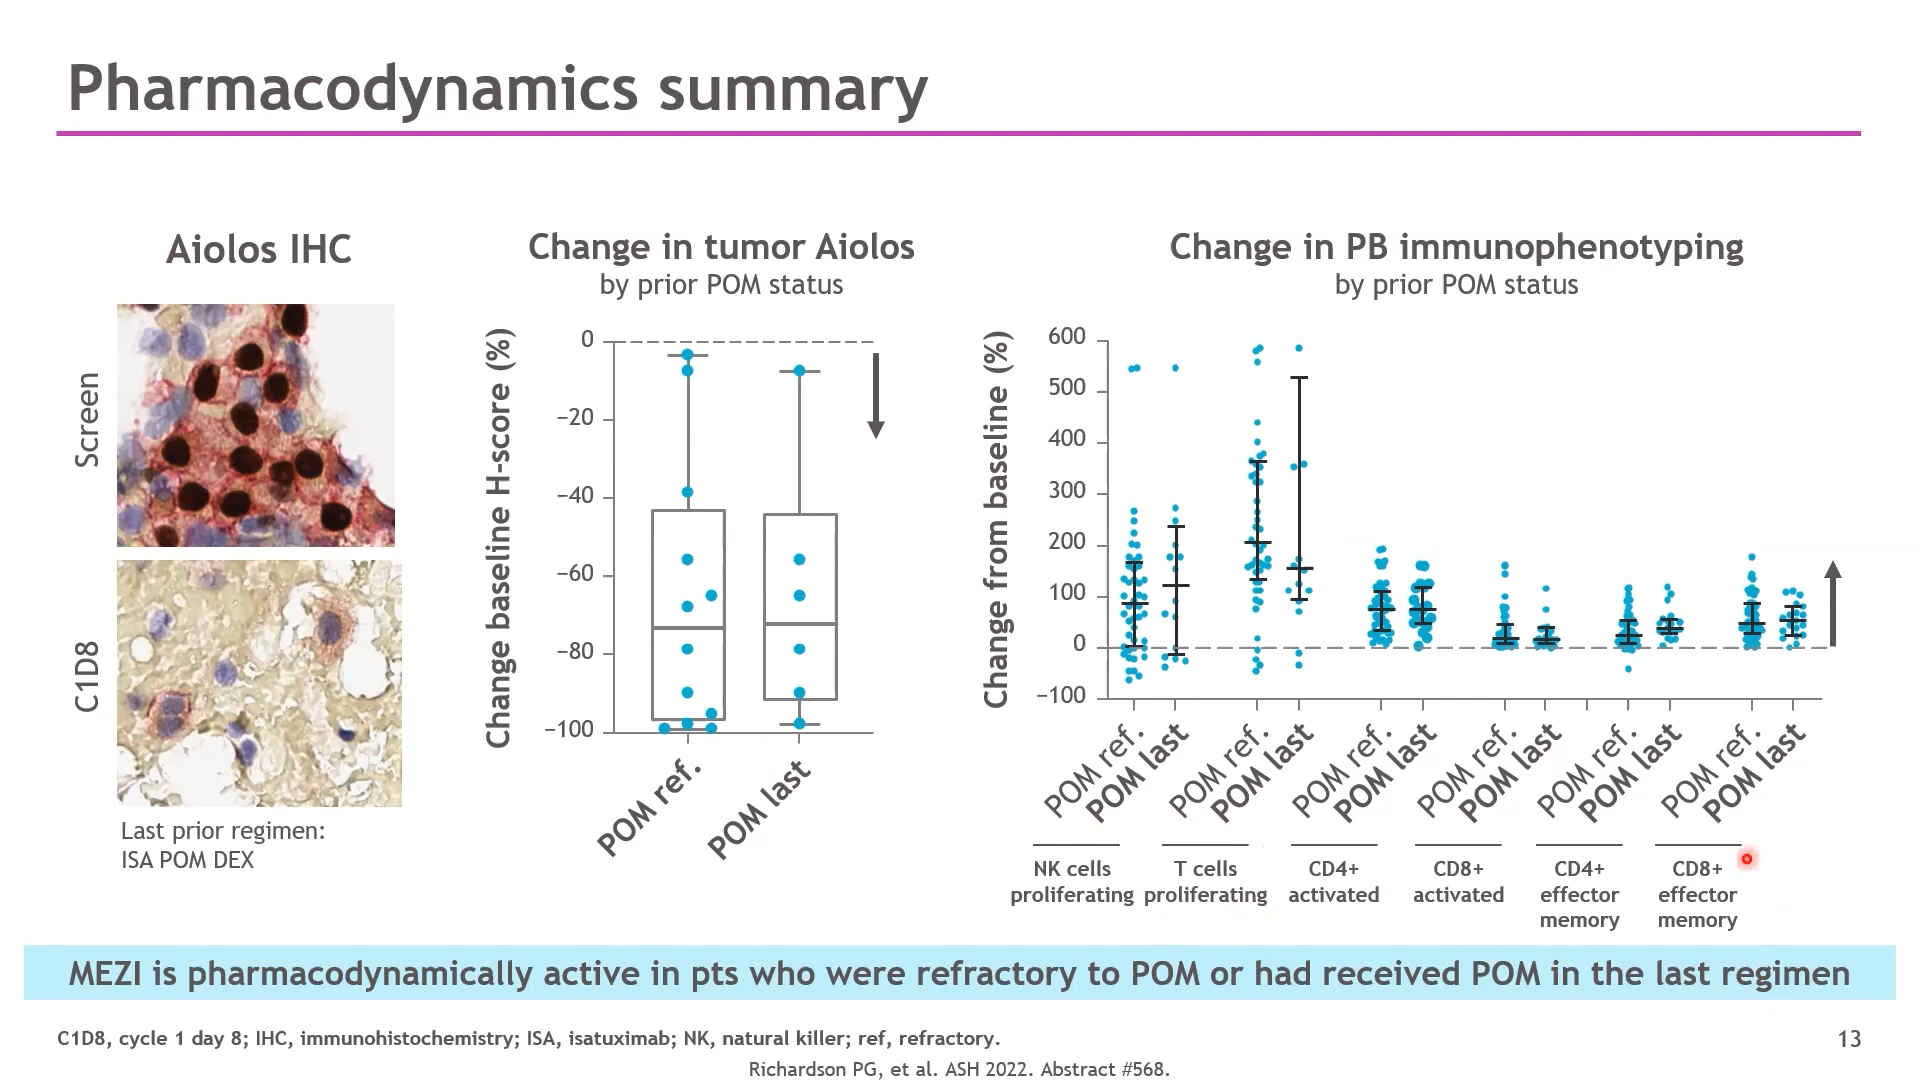 Pharmacodynamics summary
Aiolos IHC
Screen
C1D8
Last prior regimen:
ISA POM DEX
Change in tumor Aiolos
by prior POM status
Change baseline H-score (%)
0
−20
−40
−60
−80
−100
POM ref.
POM last
Change in PB immunophenotyping
by prior POM status
Change from baseline (%)
600
500
400
300
200
100
0
−100
POM ref.
POM last
POM ref.
POM last
POM ref.
POM last
POM ref.
POM last
POM ref.
POM last
POM ref.
POM last
NK cells
proliferating
T cells
proliferating
CD4+
activated
CD8+
activated
CD4+
effector
memory
CD8+
effector
memory
MEZI is pharmacodynamically active in pts who were refractory to POM or had received POM in the last regimen
C1D8, cycle 1 day 8; IHC, immunohistochemistry; ISA, isatuximab; NK, natural killer; ref, refractory.
13
Richardson PG, et al. ASH 2022. Abstract #568.